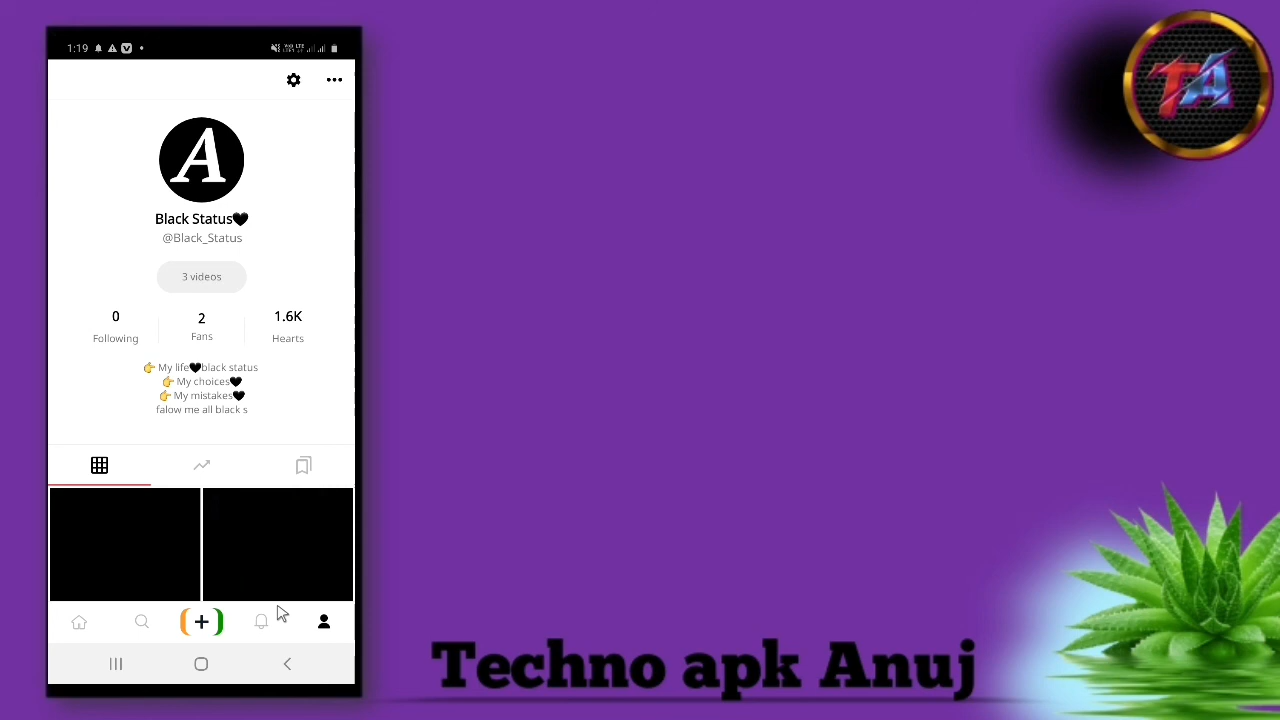 1:19
TA
A
Black Status🖤
@Black_Status
3 videos
0 2 1.6K
Following Fans Hearts
👉 My life🖤black status
👉 My choices🖤
👉 My mistakes🖤
falow me all black s
Techno apk Anuj